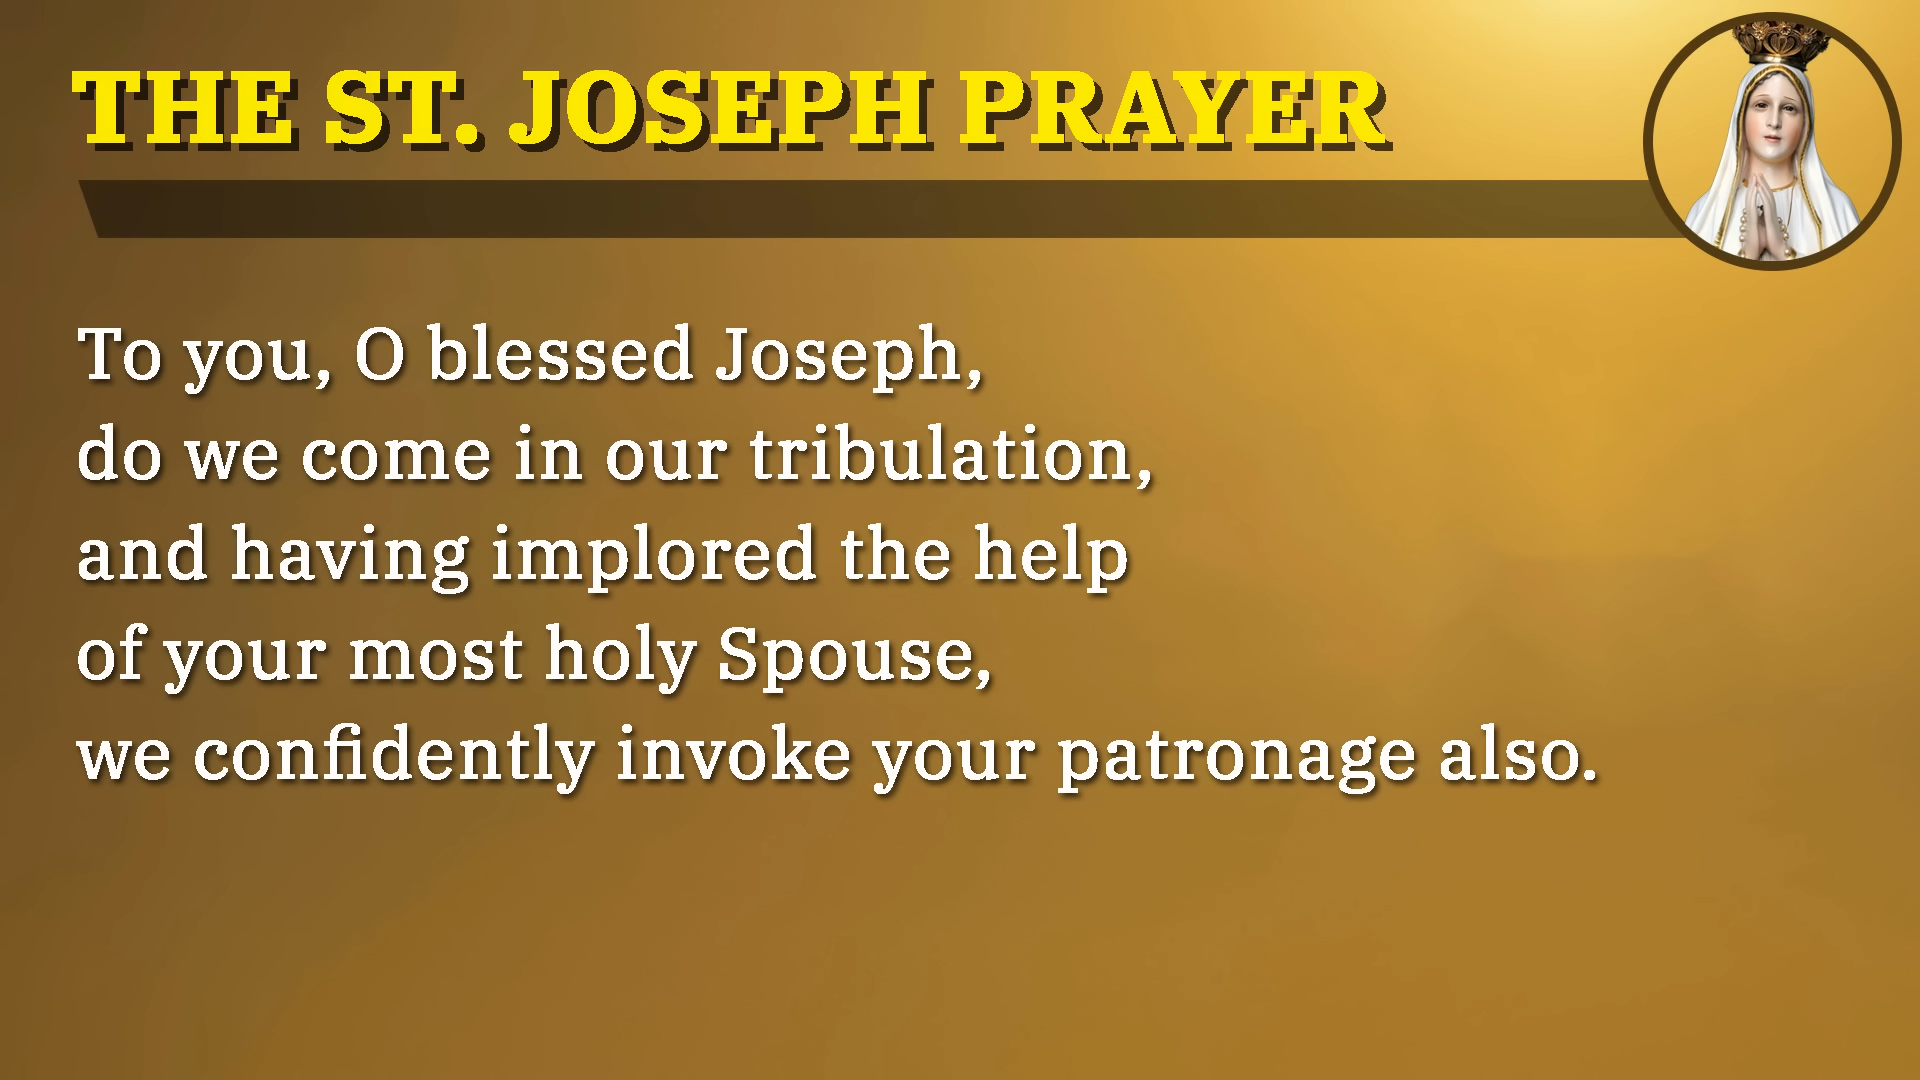 THE ST. JOSEPH PRAYER
To you, O blessed Joseph,
do we come in our tribulation,
and having implored the help
of your most holy Spouse,
we confidently invoke your patronage also.